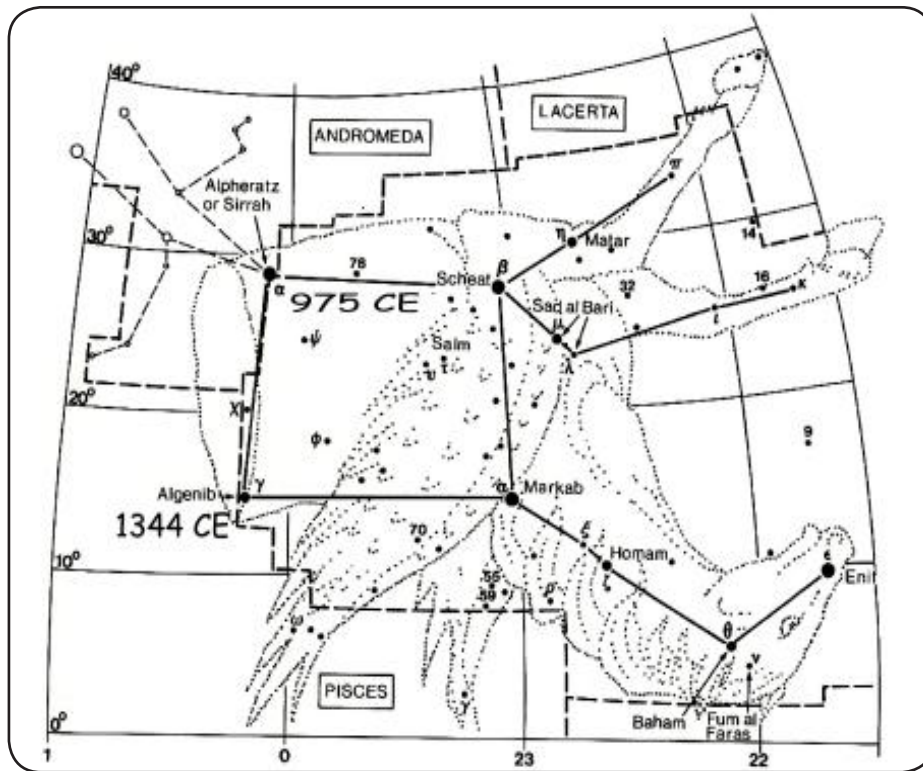 40°
LACERTA
ANDROMEDA
π
Alpheratz
or Sirrah
η
Matar
14
30°
78
β
Scheat
α
975 CE
32
16
κ
Sad al Bari
μ
ι
ψ
Salm
υ τ
λ
20°
χ
φ
9
Algenib
γ
α
Markab
1344 CE
70
ξ
Homam
ε
Enif
10°
55
59
ρ
ζ
ω
θ
ν
PISCES
γ
Baham
Fum al
Faras
0°
1
0
23
22